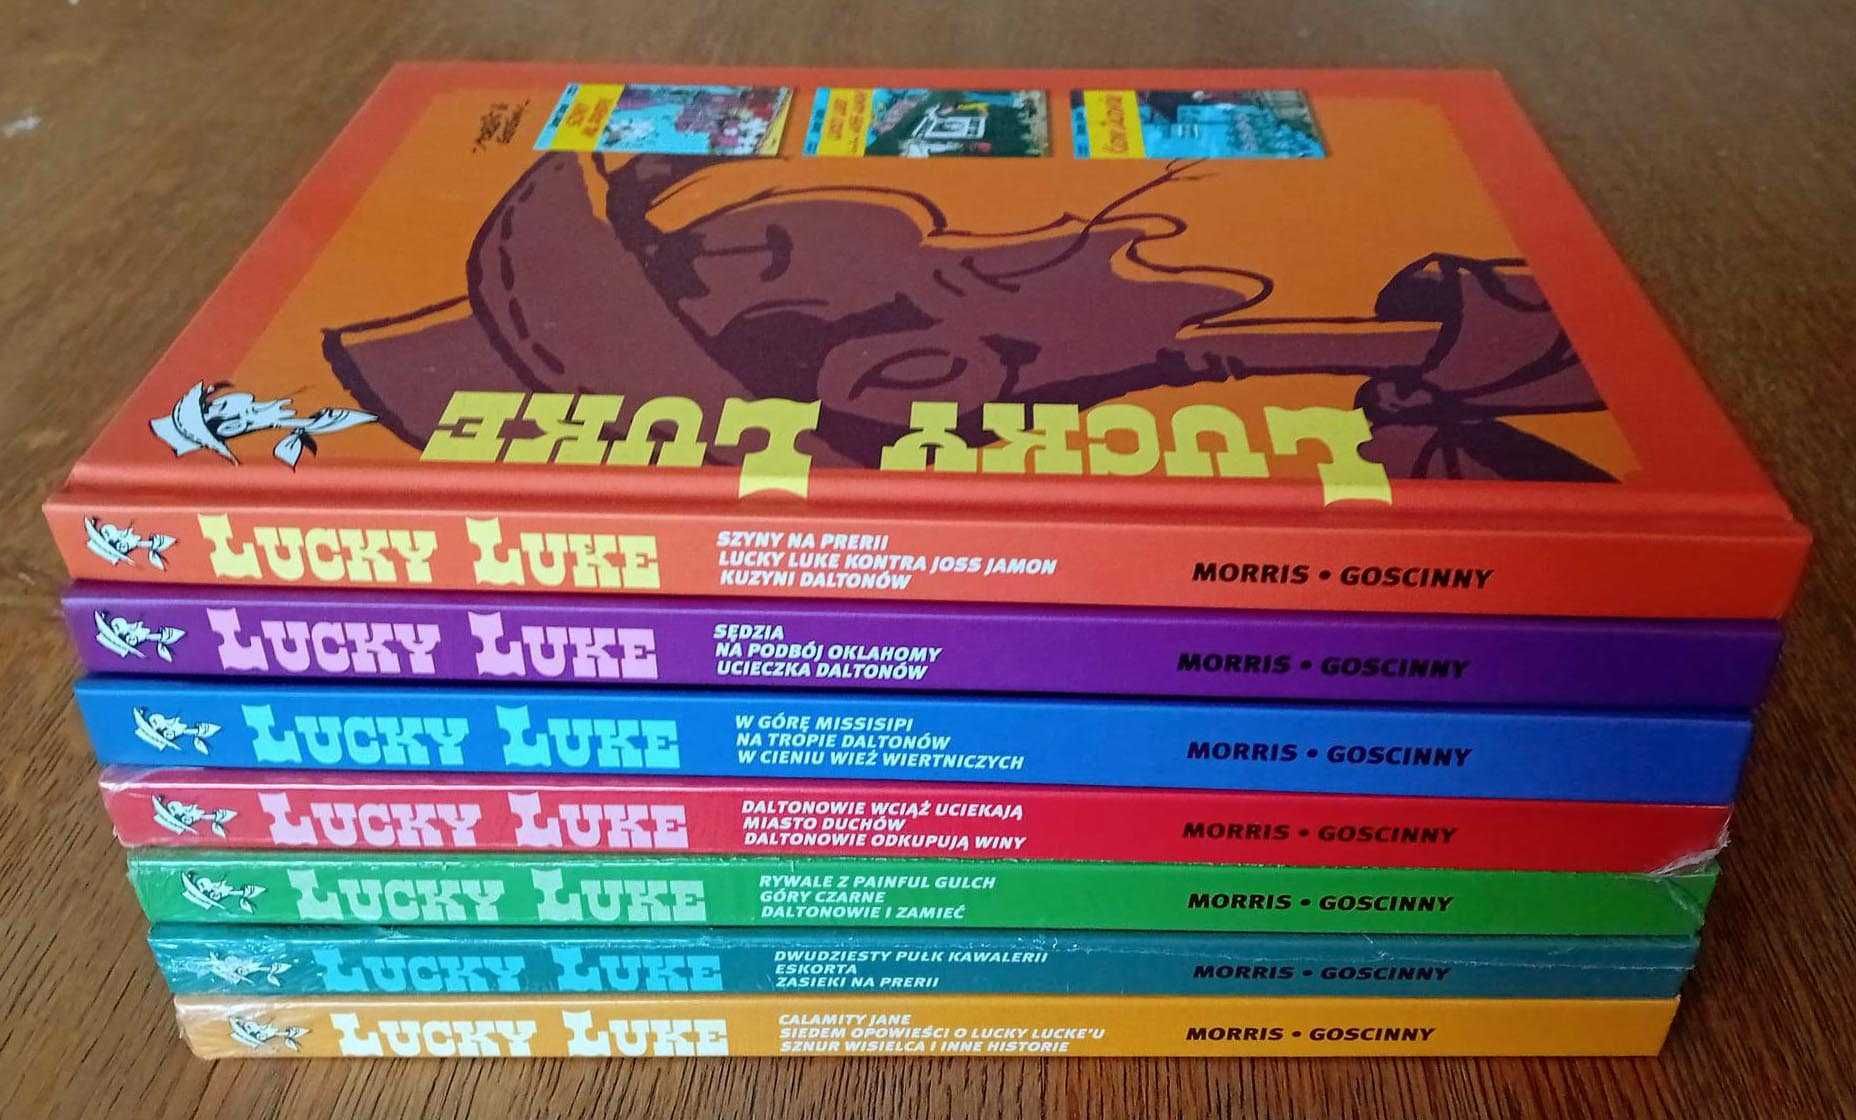 LUCKY LUKE
LUCKY LUKE
SZYNY NA PRERII
LUCKY LUKE KONTRA JOSS JAMON
KUZYNI DALTONÓW
MORRIS • GOSCINNY
LUCKY LUKE
SĘDZIA
NA PODBÓJ OKLAHOMY
UCIECZKA DALTONÓW
MORRIS • GOSCINNY
LUCKY LUKE
W GÓRĘ MISSISIPI
NA TROPIE DALTONÓW
W CIENIU WIEŻ WIERTNICZYCH
MORRIS • GOSCINNY
LUCKY LUKE
DALTONOWIE WCIĄŻ UCIEKAJĄ
MIASTO DUCHÓW
DALTONOWIE ODKUPUJĄ WINY
MORRIS • GOSCINNY
LUCKY LUKE
RYWALE Z PAINFUL GULCH
GÓRY CZARNE
DALTONOWIE I ZAMIEĆ
MORRIS • GOSCINNY
LUCKY LUKE
DWUDZIESTY PUŁK KAWALERII
ESKORTA
ZASIEKI NA PRERII
MORRIS • GOSCINNY
LUCKY LUKE
CALAMITY JANE
SIEDEM OPOWIEŚCI O LUCKY LUCKE'U
SZNUR WISIELCA I INNE HISTORIE
MORRIS • GOSCINNY